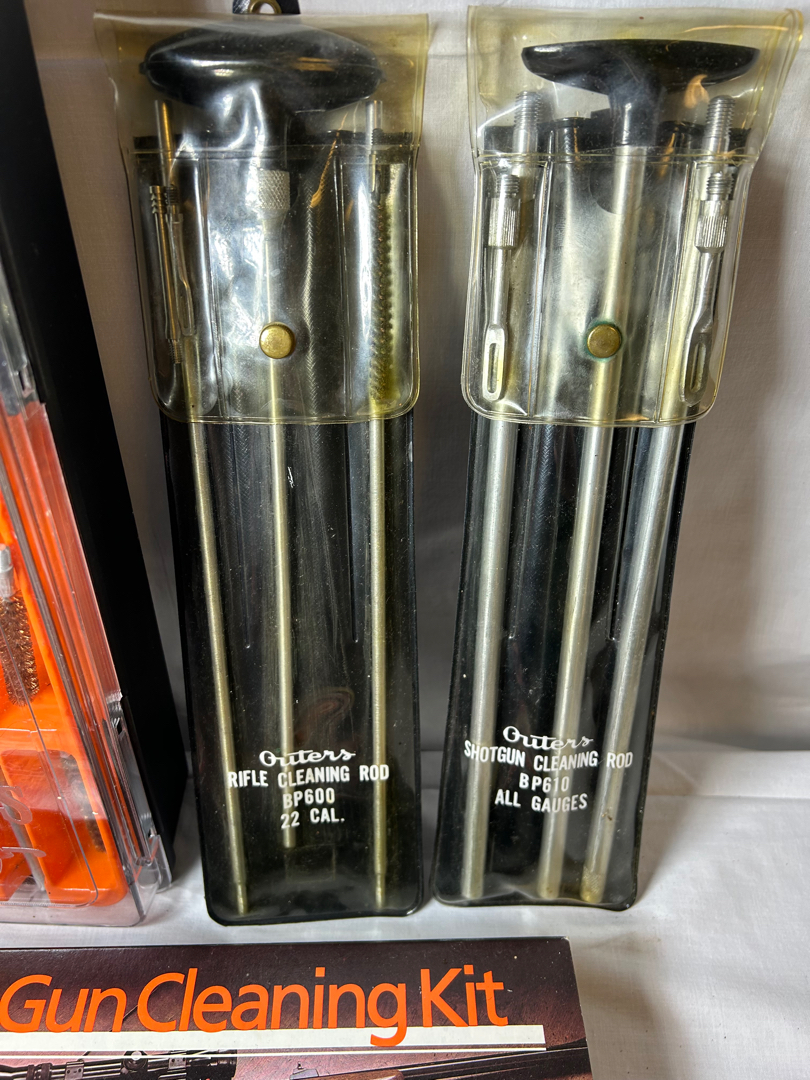 Outers
RIFLE CLEANING ROD
BP600
22 CAL.
Outers
SHOTGUN CLEANING ROD
BP610
ALL GAUGES
Gun Cleaning Kit